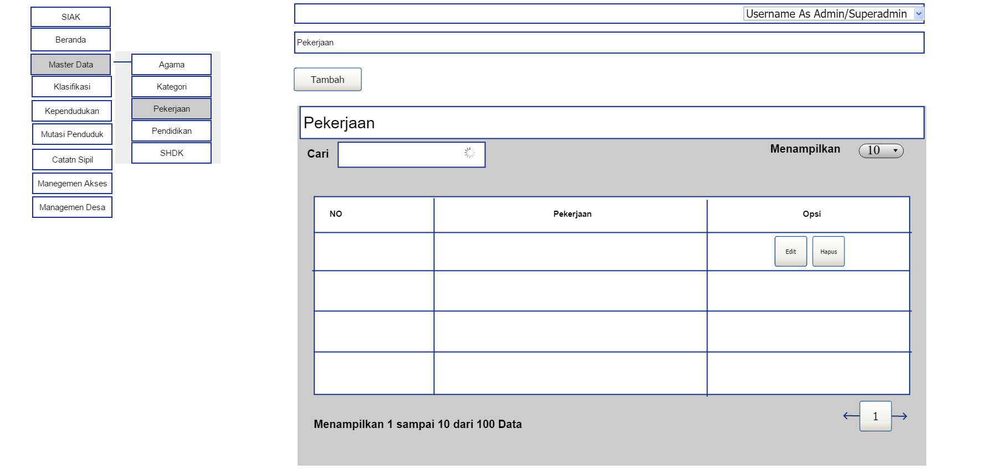 SIAK
Beranda
Master Data
Klasifikasi
Kependudukan
Mutasi Penduduk
Catatn Sipil
Manegemen Akses
Managemen Desa
Agama
Kategori
Pekerjaan
Pendidikan
SHDK
Username As Admin/Superadmin
Pekerjaan
Tambah
Pekerjaan
Cari
Menampilkan 10
NO Pekerjaan Opsi
Edit Hapus
Menampilkan 1 sampai 10 dari 100 Data
1